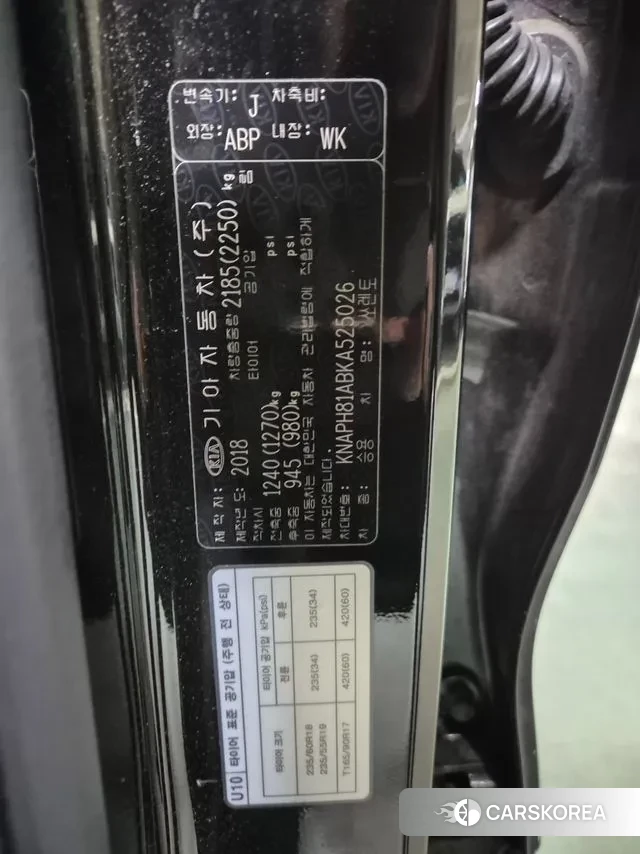 변속기: J 차축비:
외장: ABP 내장: WK
제 작 자: KIA 기아자동차(주)
제작년도: 2018 차량총중량 2185(2250) kg
적차시 타이어 공기압
전축중 1240(1270)kg psi
후축중 945 (980)kg psi
이 자동차는 대한민국 자동차 관리법령에 적합하게
제작되었습니다.
차대번호: KNAPH81ABKA525026
차 종: 승용 차 명: 쏘렌토
U10 타이어 표준 공기압 (주행 전 상태)
타이어 크기 타이어 공기압 kPa(psi)
전륜 후륜
235/60R18 235(34) 235(34)
235/55R19
T165/90R17 420(60) 420(60)
1
CARSKOREA